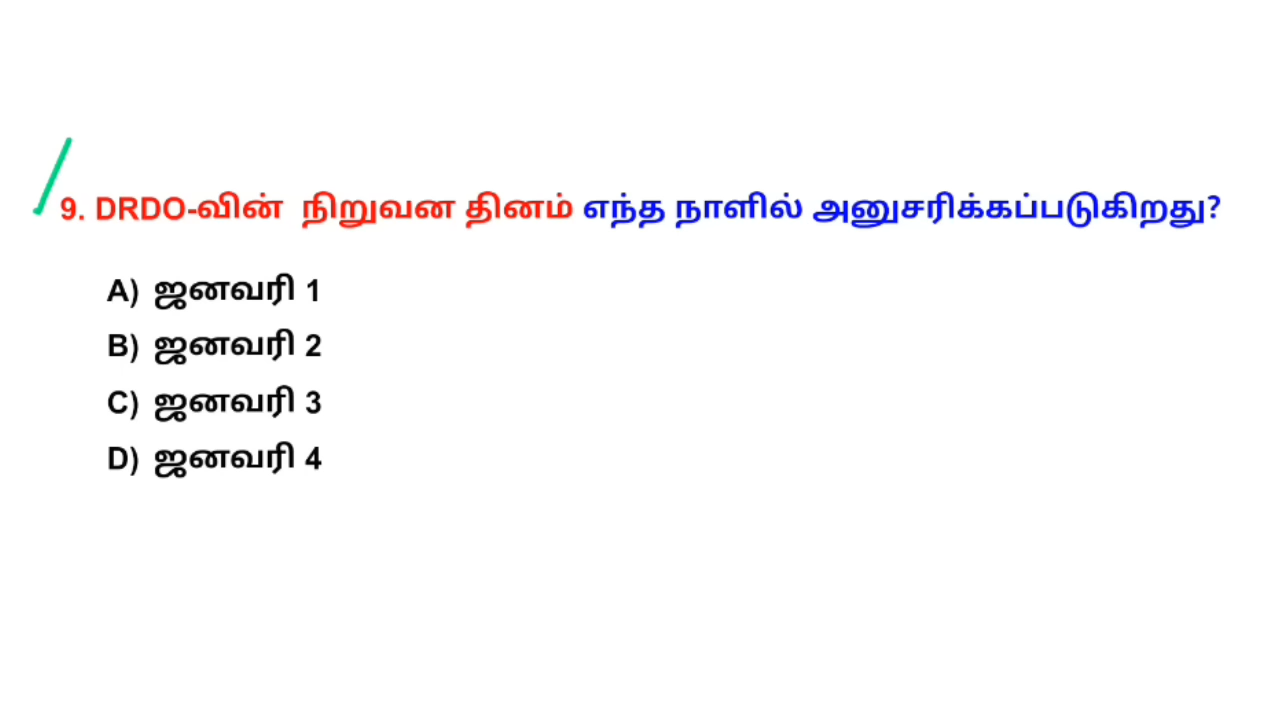 9. DRDO-வின் நிறுவன தினம் எந்த நாளில் அனுசரிக்கப்படுகிறது?
A) ஜனவரி 1
B) ஜனவரி 2
C) ஜனவரி 3
D) ஜனவரி 4